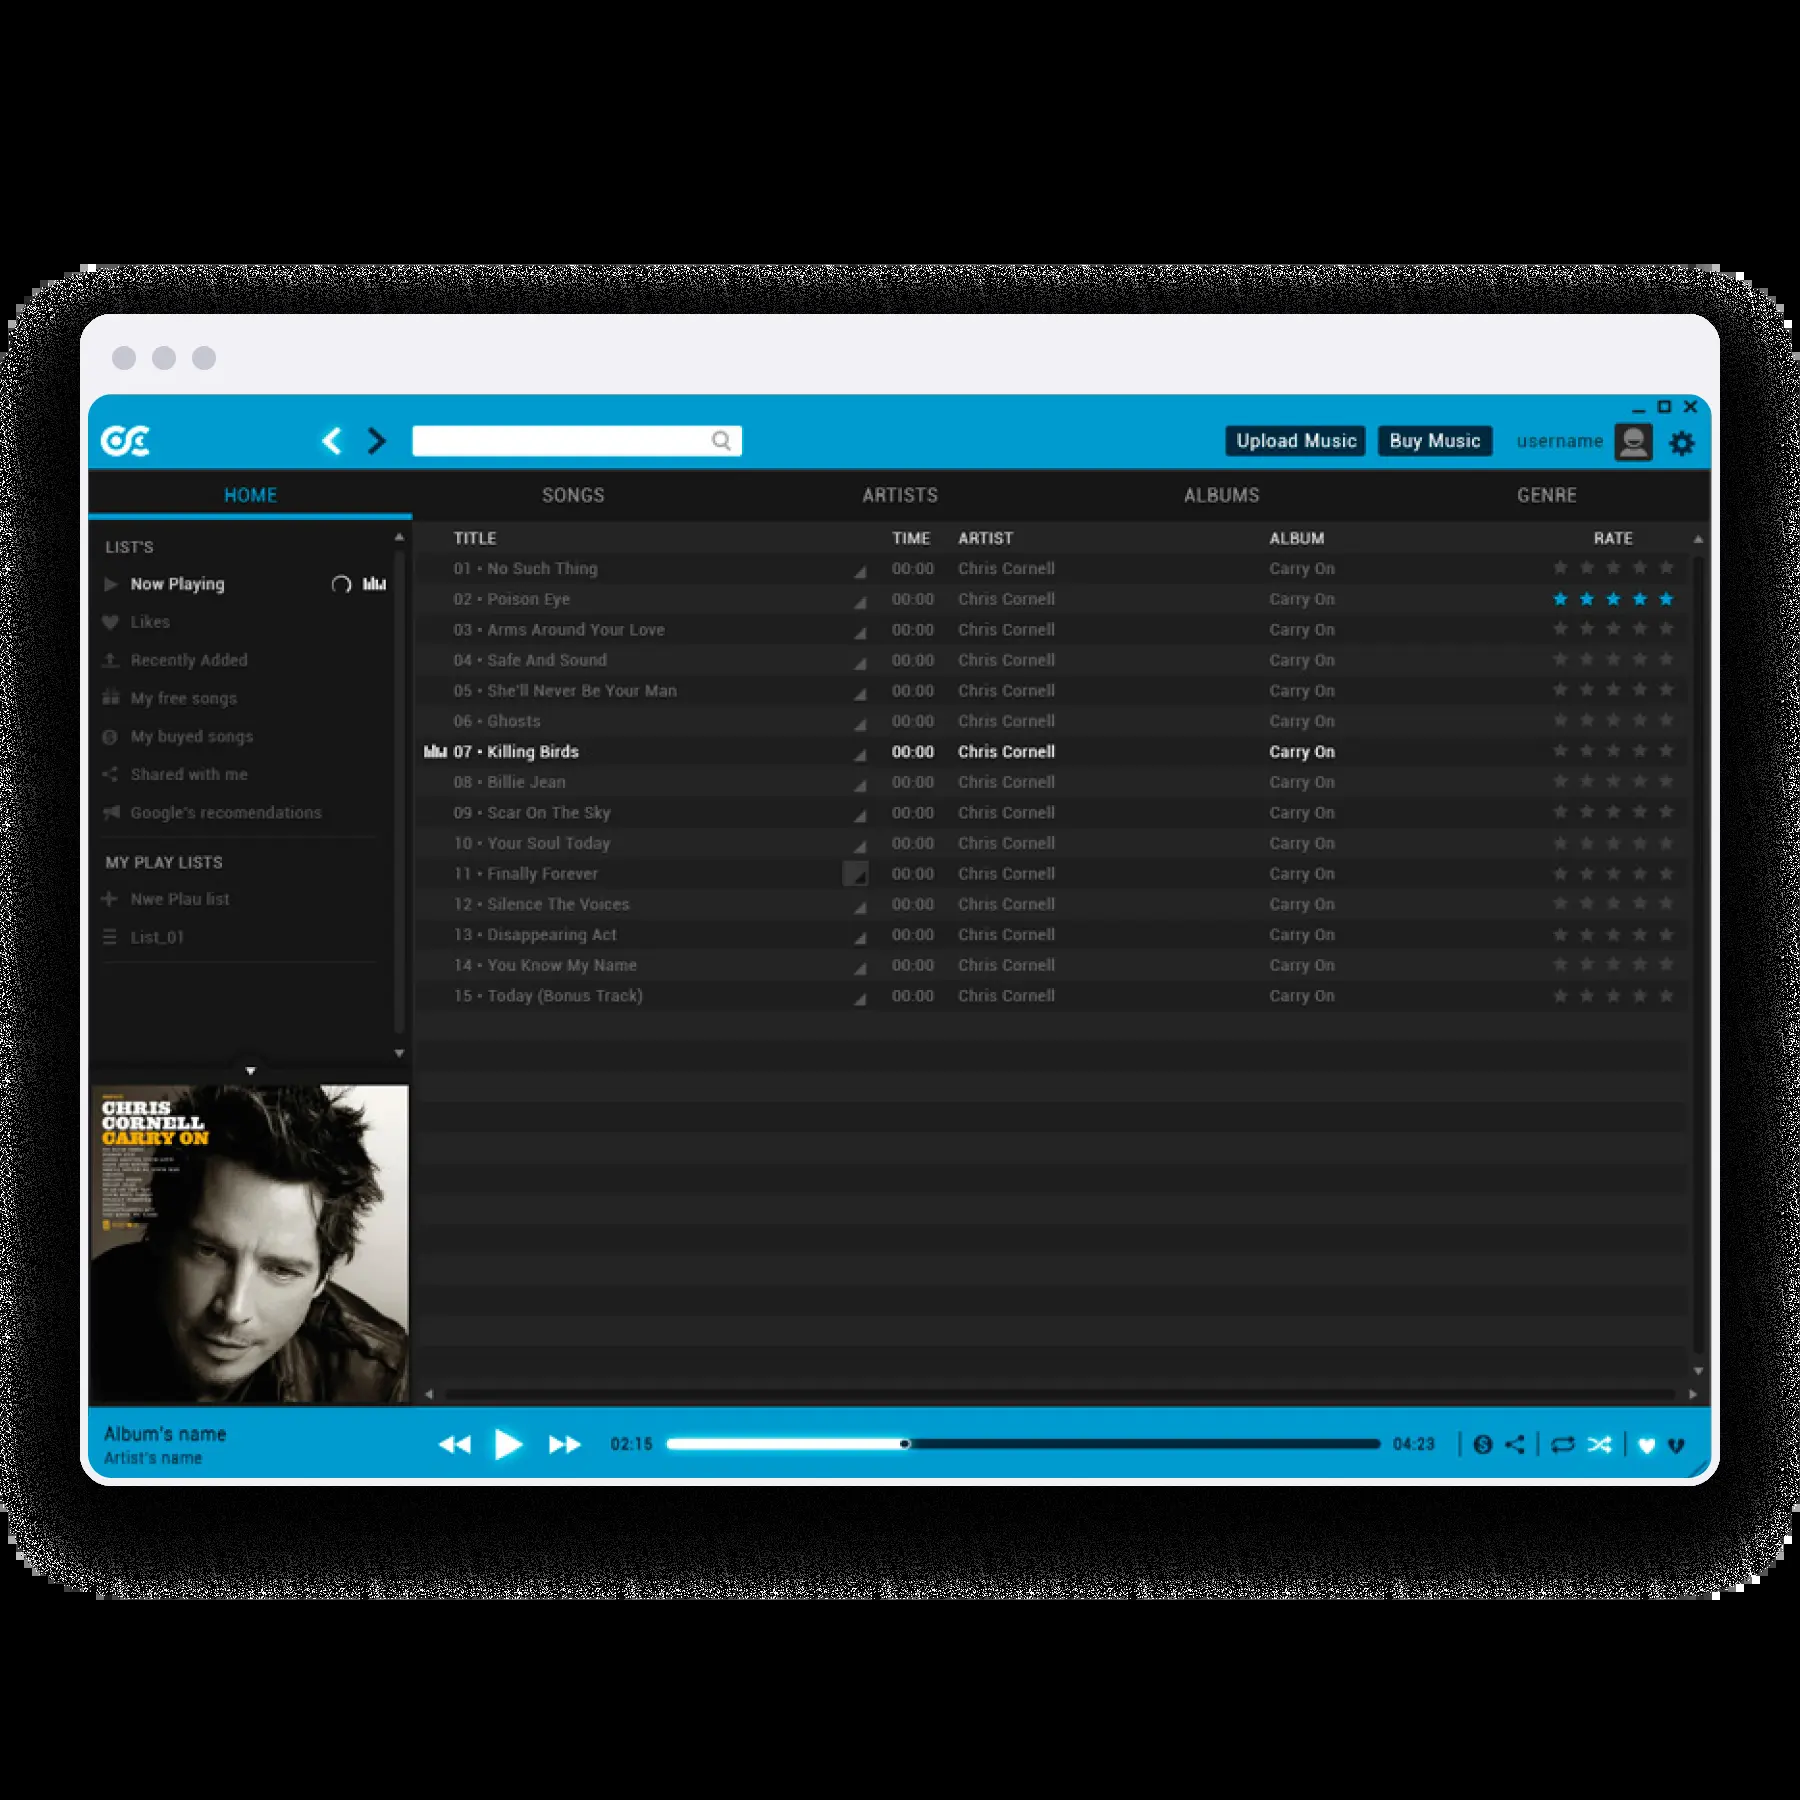 Upload Music
Buy Music
username
HOME
SONGS
ARTISTS
ALBUMS
GENRE
LIST'S
Now Playing
Likes
Recently Added
My free songs
My buyed songs
Shared with me
Google's recomendations
MY PLAY LISTS
Nwe Plau list
List_01
TITLE TIME ARTIST ALBUM RATE
01 • No Such Thing 00:00 Chris Cornell Carry On
02 • Poison Eye 00:00 Chris Cornell Carry On
03 • Arms Around Your Love 00:00 Chris Cornell Carry On
04 • Safe And Sound 00:00 Chris Cornell Carry On
05 • She'll Never Be Your Man 00:00 Chris Cornell Carry On
06 • Ghosts 00:00 Chris Cornell Carry On
07 • Killing Birds 00:00 Chris Cornell Carry On
08 • Billie Jean 00:00 Chris Cornell Carry On
09 • Scar On The Sky 00:00 Chris Cornell Carry On
10 • Your Soul Today 00:00 Chris Cornell Carry On
11 • Finally Forever 00:00 Chris Cornell Carry On
12 • Silence The Voices 00:00 Chris Cornell Carry On
13 • Disappearing Act 00:00 Chris Cornell Carry On
14 • You Know My Name 00:00 Chris Cornell Carry On
15 • Today (Bonus Track) 00:00 Chris Cornell Carry On
CHRIS
CORNELL
CARRY ON
Album's name
Artist's name
02:15
04:23